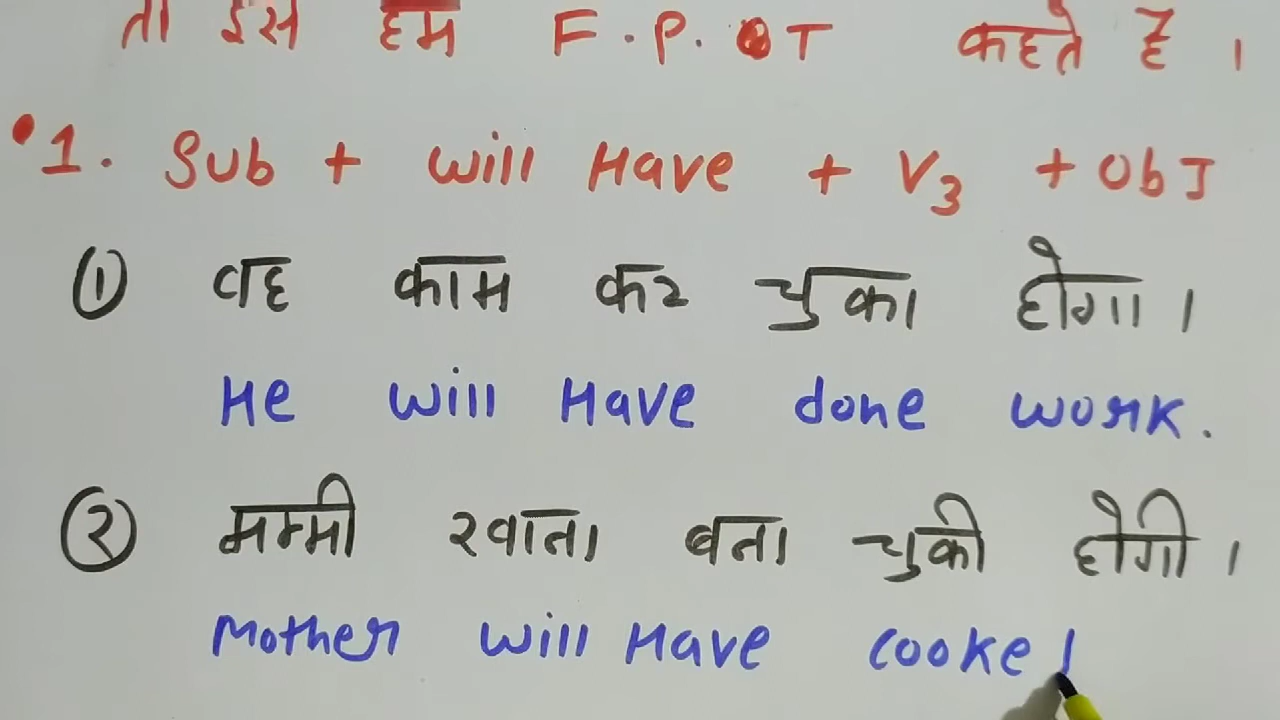 तो इसे हम F.P.T कहते है।
•1. Sub + will Have + V3 + ObJ
① वह काम कर चुका होगा।
He will Have done work.
② मम्मी खाना बना चुकी होगी।
Mother will Have cooke